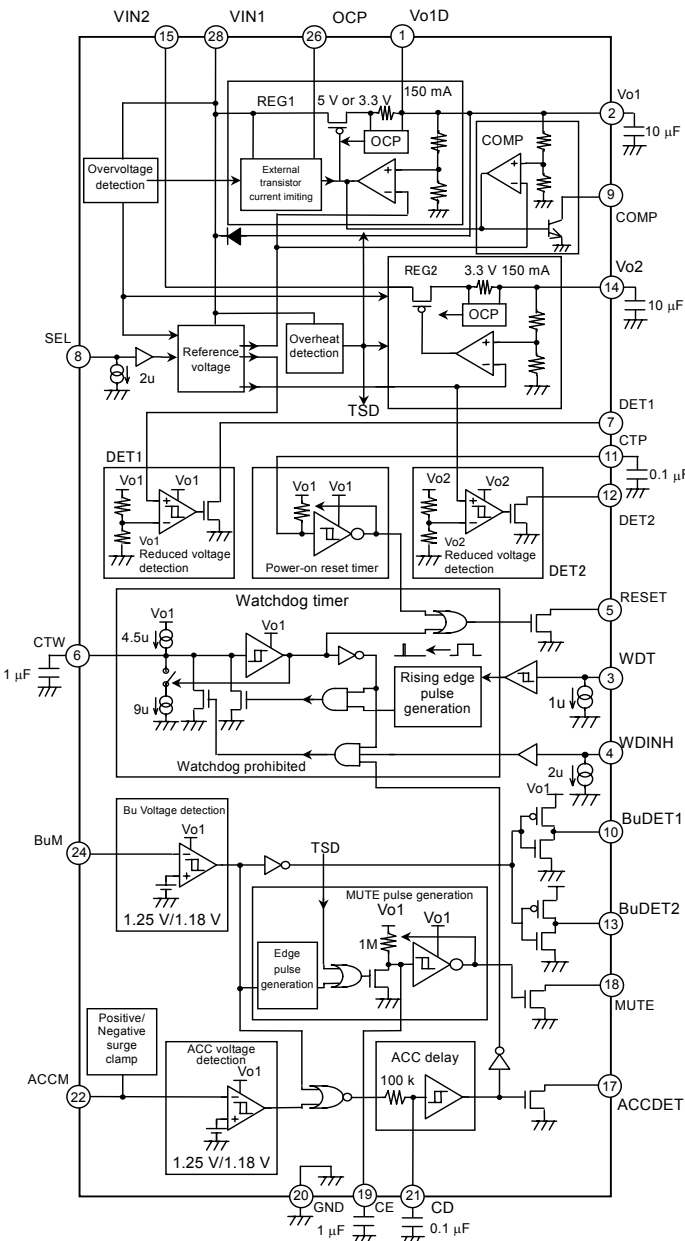 VIN2 VIN1 OCP Vo1D
15 28 26 1
150 mA
REG1 5 V or 3.3 V
Vo1
2
10 μF
OCP
COMP
Overvoltage
detection
External
transistor
current imiting
+
−
+
−
9
COMP
REG2 3.3 V 150 mA
Vo2
14
10 μF
OCP
SEL
8
2u
Reference
voltage
Overheat
detection
+
−
TSD
DET1
7
CTP
11
0.1 μF
DET1
Vo1
Vo1
+
−
Vo1
Reduced voltage
detection
Vo1
Vo1
Power-on reset timer
Vo2
Vo2
+
−
Vo2
Reduced voltage
detection
12
DET2
DET2
Watchdog timer
RESET
5
CTW
6
1 μF
Vo1
4.5u
Vo1
9u
Rising edge
pulse
generation
WDT
3
1u
WDINH
4
2u
Watchdog prohibited
Bu Voltage detection
BuM
24
Vo1
−
+
1.25 V/1.18 V
TSD
Vo1
BuDET1
10
BuDET2
13
MUTE pulse generation
Vo1
Vo1
1M
Edge
pulse
generation
18
MUTE
Positive/
Negative
surge
clamp
ACC voltage
detection
Vo1
−
+
1.25 V/1.18 V
ACCM
22
ACC delay
100 k
17
ACCDET
20
GND
19
CE
21
CD
1 μF
0.1 μF